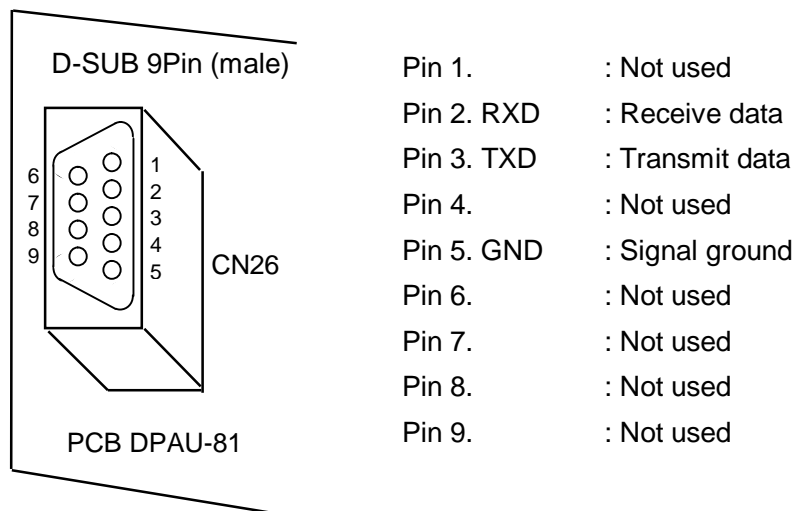 D-SUB 9Pin (male)
6
7
8
9
1
2
3
4
5
CN26
PCB DPAU-81
Pin 1. : Not used
Pin 2. RXD : Receive data
Pin 3. TXD : Transmit data
Pin 4. : Not used
Pin 5. GND : Signal ground
Pin 6. : Not used
Pin 7. : Not used
Pin 8. : Not used
Pin 9. : Not used